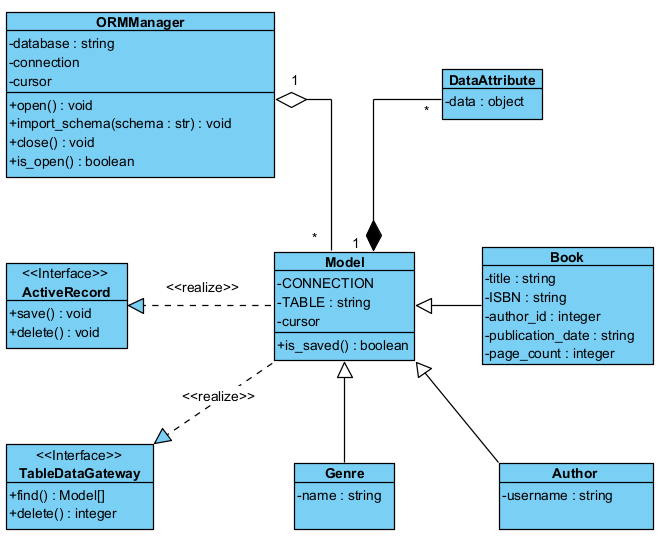 ORMManager
-database : string
-connection
-cursor
+open() : void
+import_schema(schema : str) : void
+close() : void
+is_open() : boolean
1
*
DataAttribute
-data : object
*
1
<<Interface>>
ActiveRecord
+save() : void
+delete() : void
<<realize>>
Model
-CONNECTION
-TABLE : string
-cursor
+is_saved() : boolean
Book
-title : string
-ISBN : string
-author_id : integer
-publication_date : string
-page_count : integer
<<realize>>
<<Interface>>
TableDataGateway
+find() : Model[]
+delete() : integer
Genre
-name : string
Author
-username : string